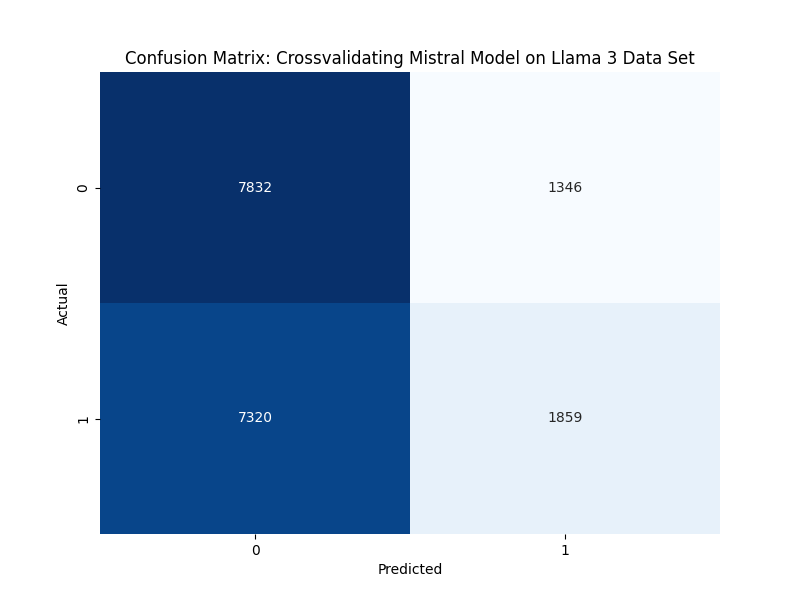 Confusion Matrix: Crossvalidating Mistral Model on Llama 3 Data Set
0
7832
1346
Actual
1
7320
1859
0
1
Predicted